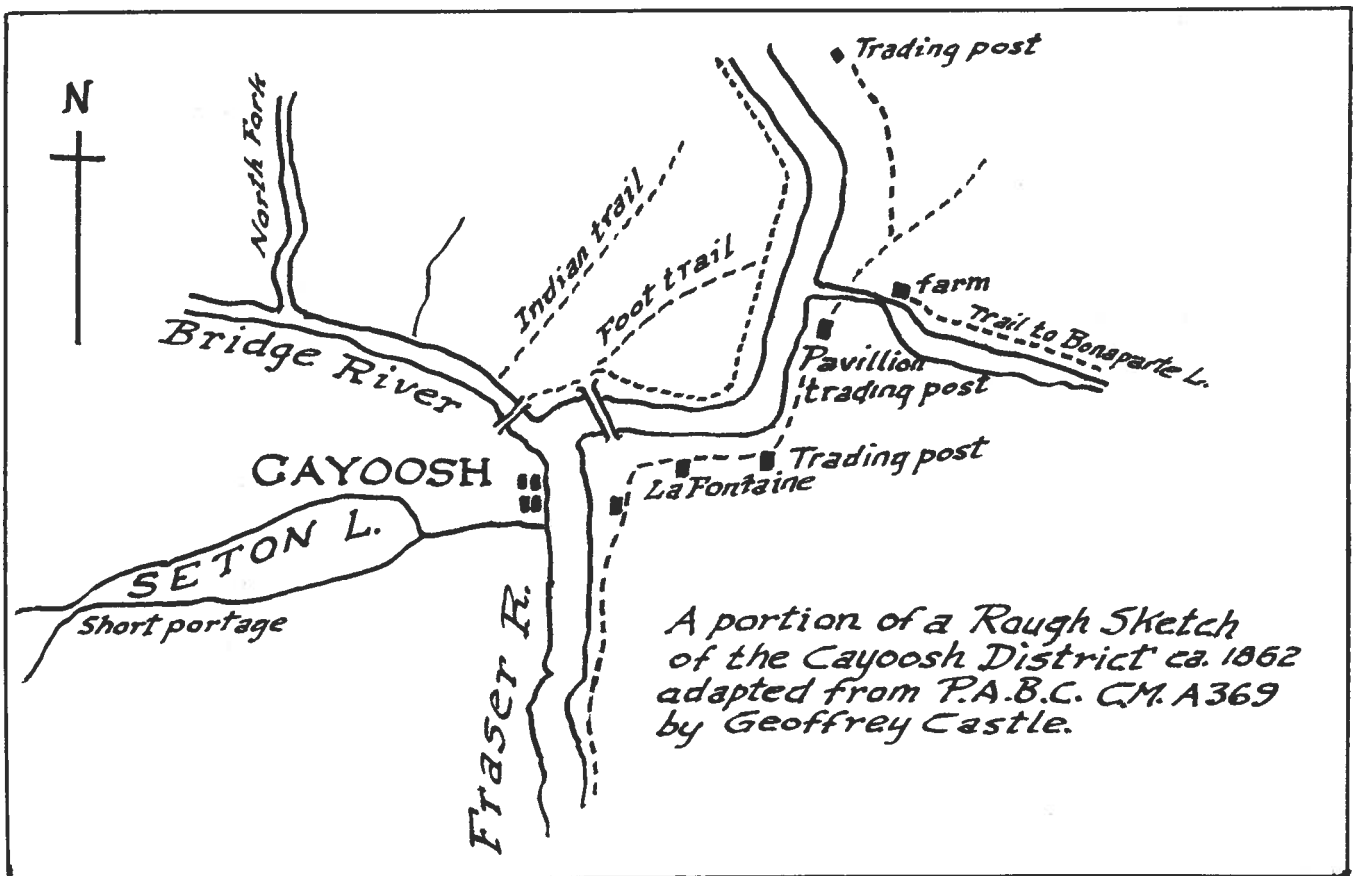 Trading post
N
North Fork
Indian trail
Foot trail
farm
Trail to Bonaparte L.
Bridge River
Pavillion
trading post
CAYOOSH
Trading post
La Fontaine
SETON L.
Short portage
Fraser R.
A portion of a Rough Sketch
of the Cayoosh District ca. 1862
adapted from P.A.B.C. C.M. A369
by Geoffrey Castle.